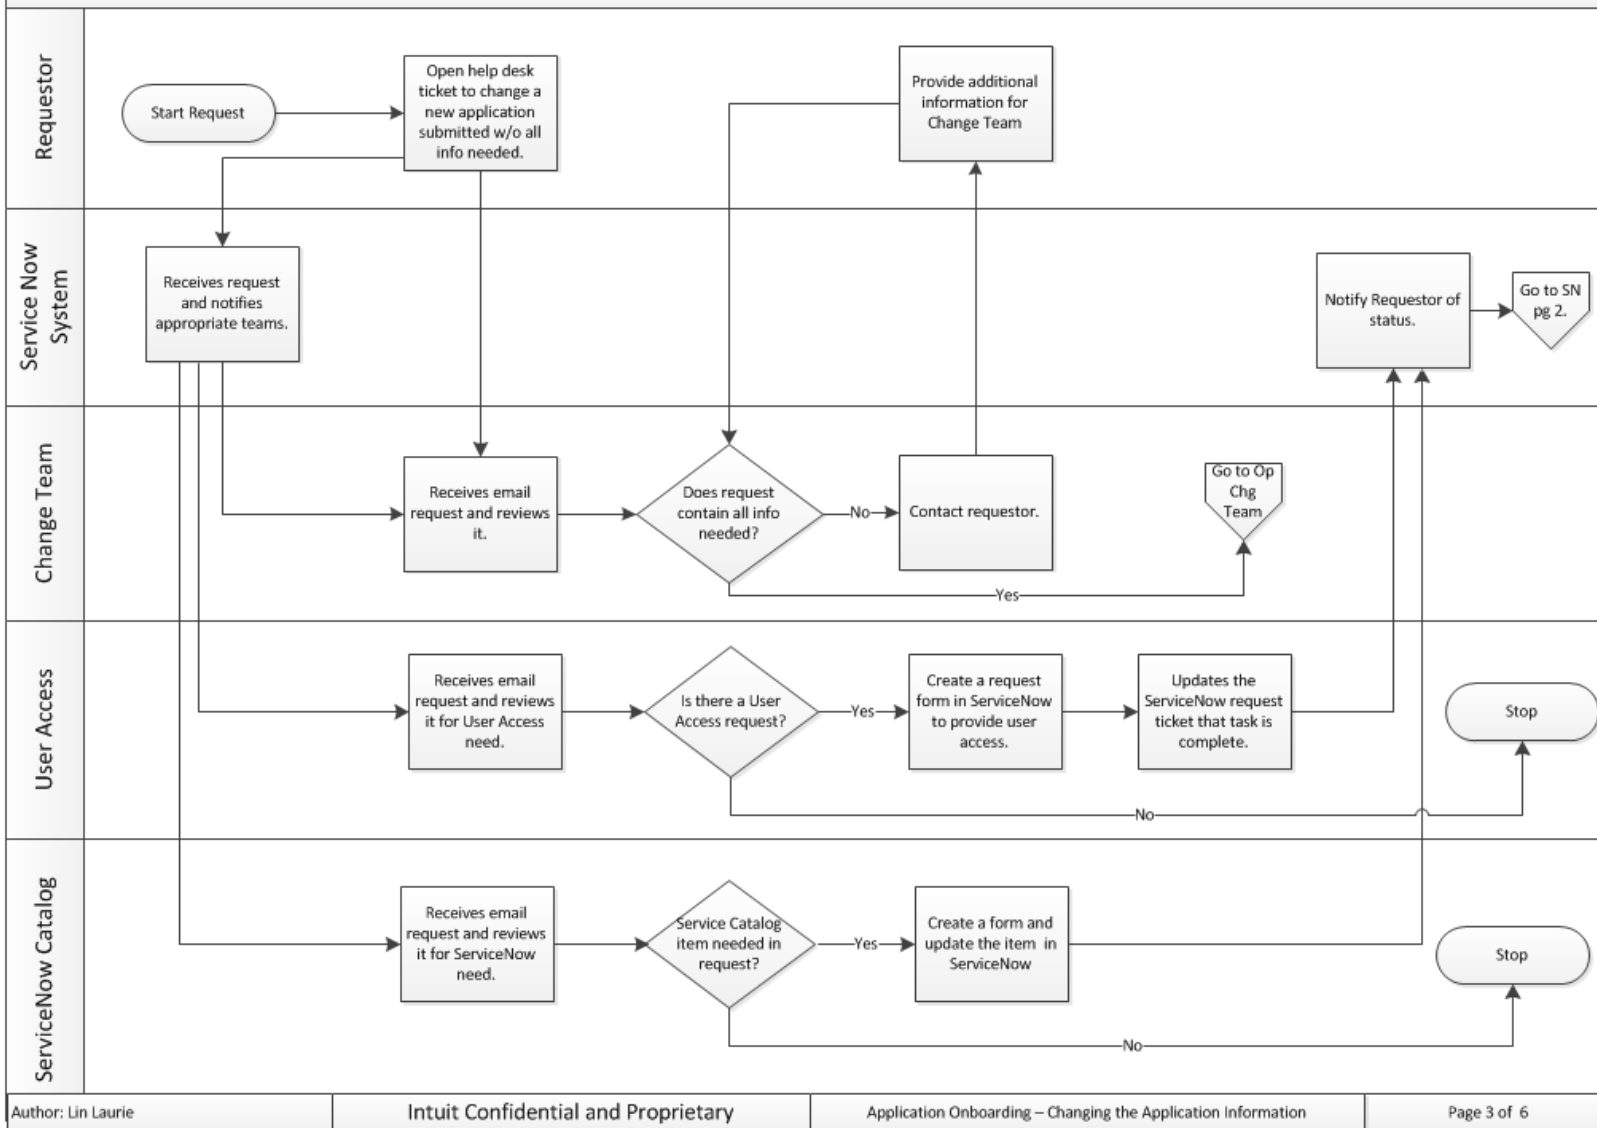 Requestor
Start Request
Open help desk
ticket to change a
new application
submitted w/o all
info needed.
Provide additional
information for
Change Team
Service Now
System
Receives request
and notifies
appropriate teams.
Notify Requestor of
status.
Go to SN
pg 2.
Change Team
Receives email
request and reviews
it.
Does request
contain all info
needed?
No
Contact requestor.
Go to Op
Chg
Team
Yes
User Access
Receives email
request and reviews
it for User Access
need.
Is there a User
Access request?
Yes
Create a request
form in ServiceNow
to provide user
access.
Updates the
ServiceNow request
ticket that task is
complete.
Stop
No
ServiceNow Catalog
Receives email
request and reviews
it for ServiceNow
need.
Service Catalog
item needed in
request?
Yes
Create a form and
update the item in
ServiceNow
Stop
No
Author: Lin Laurie
Intuit Confidential and Proprietary
Application Onboarding – Changing the Application Information
Page 3 of 6